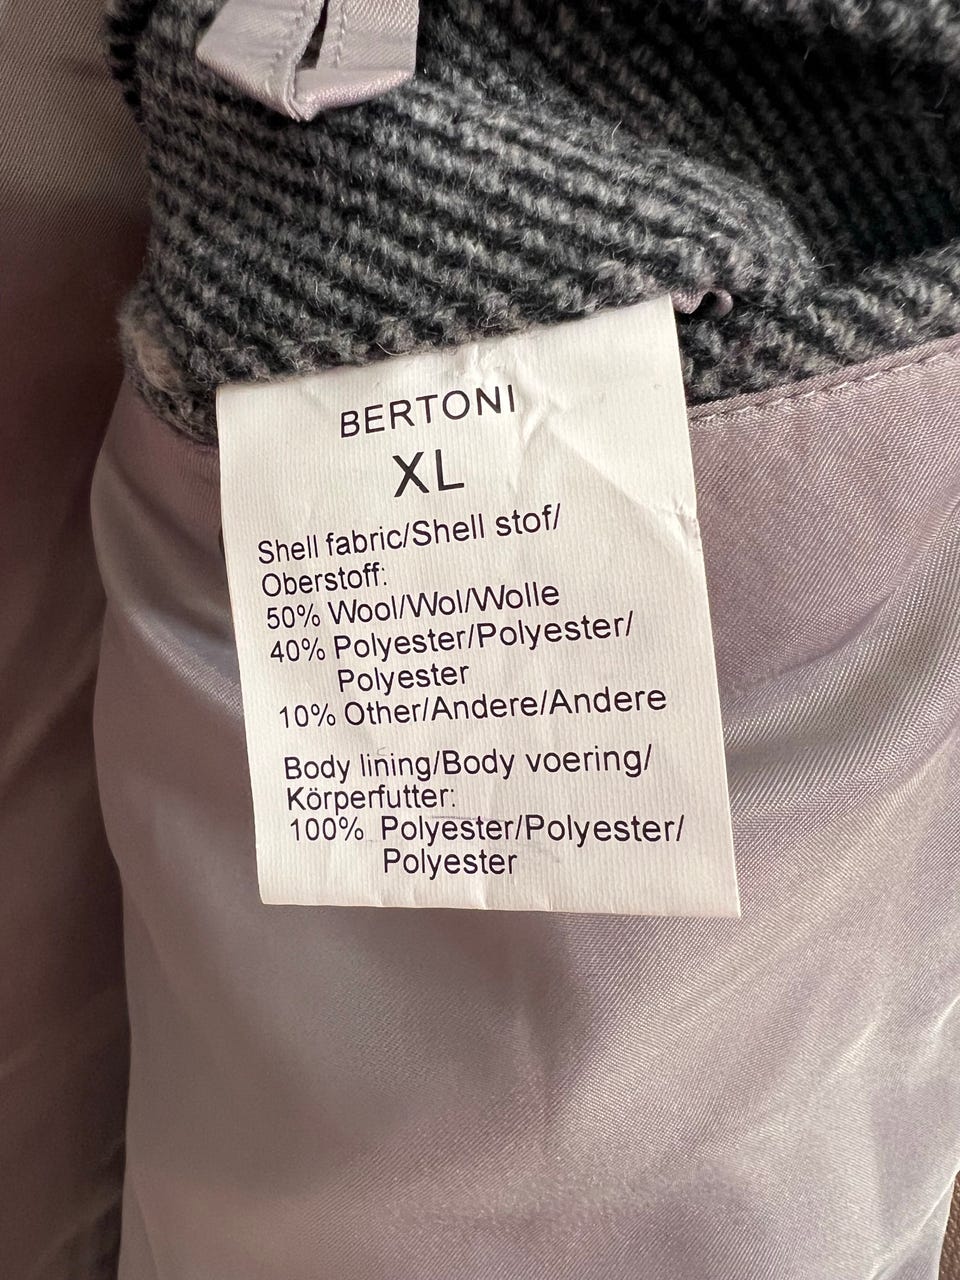 BERTONI
XL
Shell fabric/Shell stof/
Oberstoff:
50% Wool/Wol/Wolle
40% Polyester/Polyester/
Polyester
10% Other/Andere/Andere
Body lining/Body voering/
Körperfutter:
100% Polyester/Polyester/
Polyester